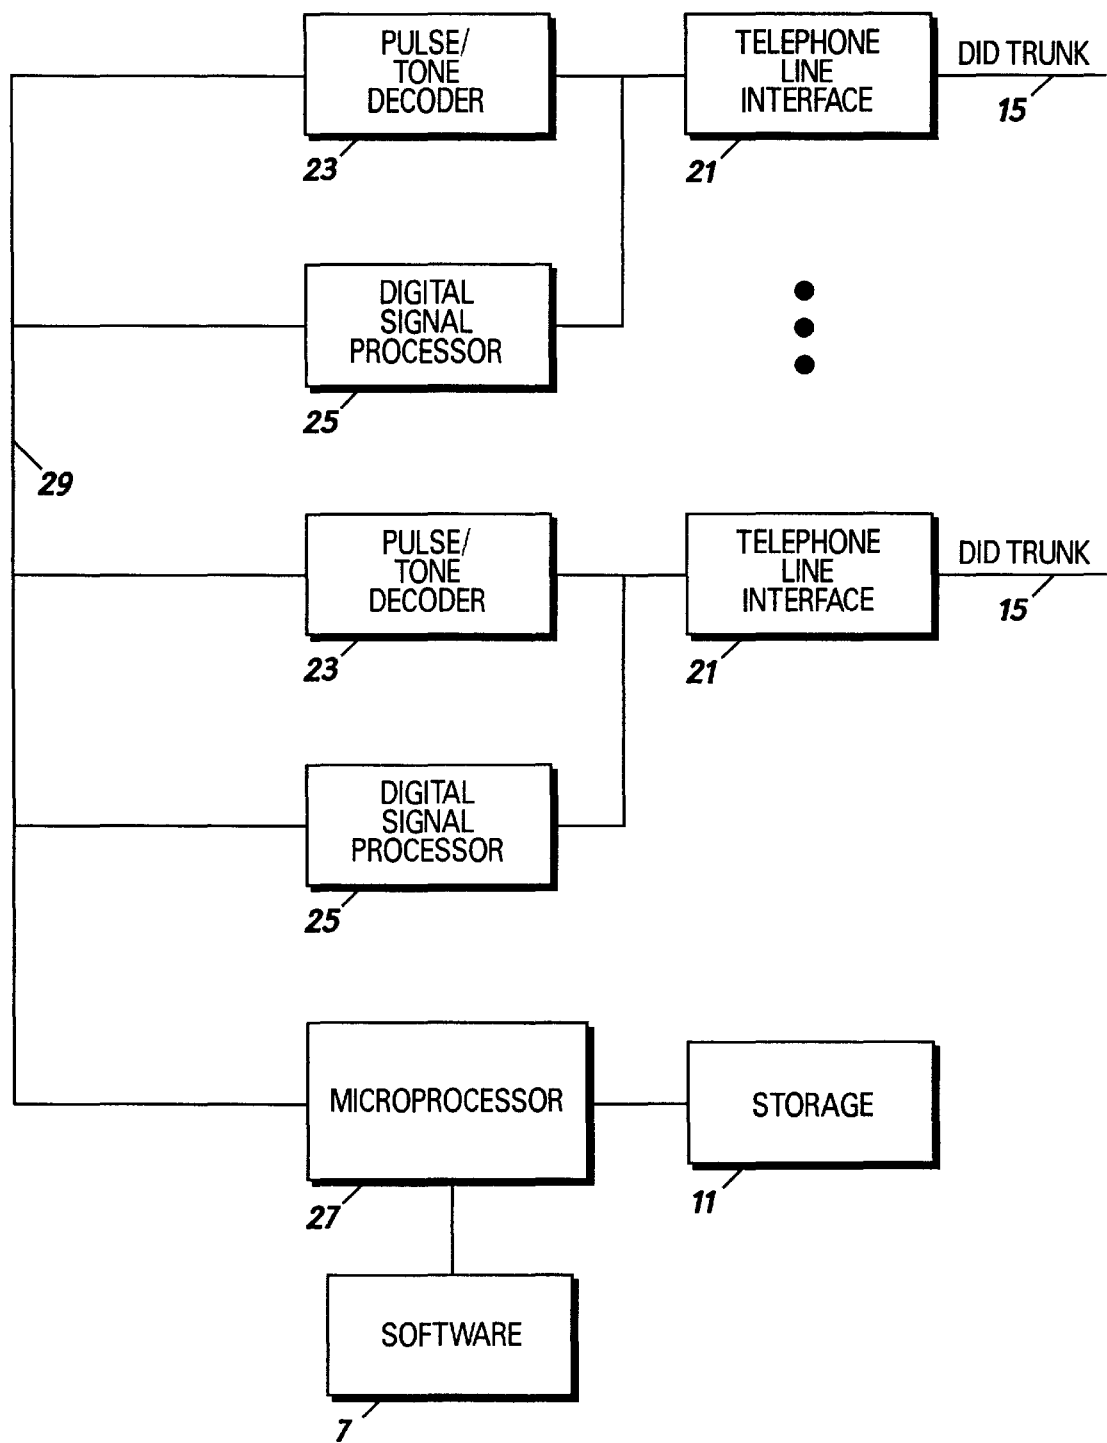 PULSE/
TONE
DECODER
23
TELEPHONE
LINE
INTERFACE
21
DID TRUNK
15
DIGITAL
SIGNAL
PROCESSOR
25
29
PULSE/
TONE
DECODER
23
TELEPHONE
LINE
INTERFACE
21
DID TRUNK
15
DIGITAL
SIGNAL
PROCESSOR
25
MICROPROCESSOR
27
STORAGE
11
SOFTWARE
7